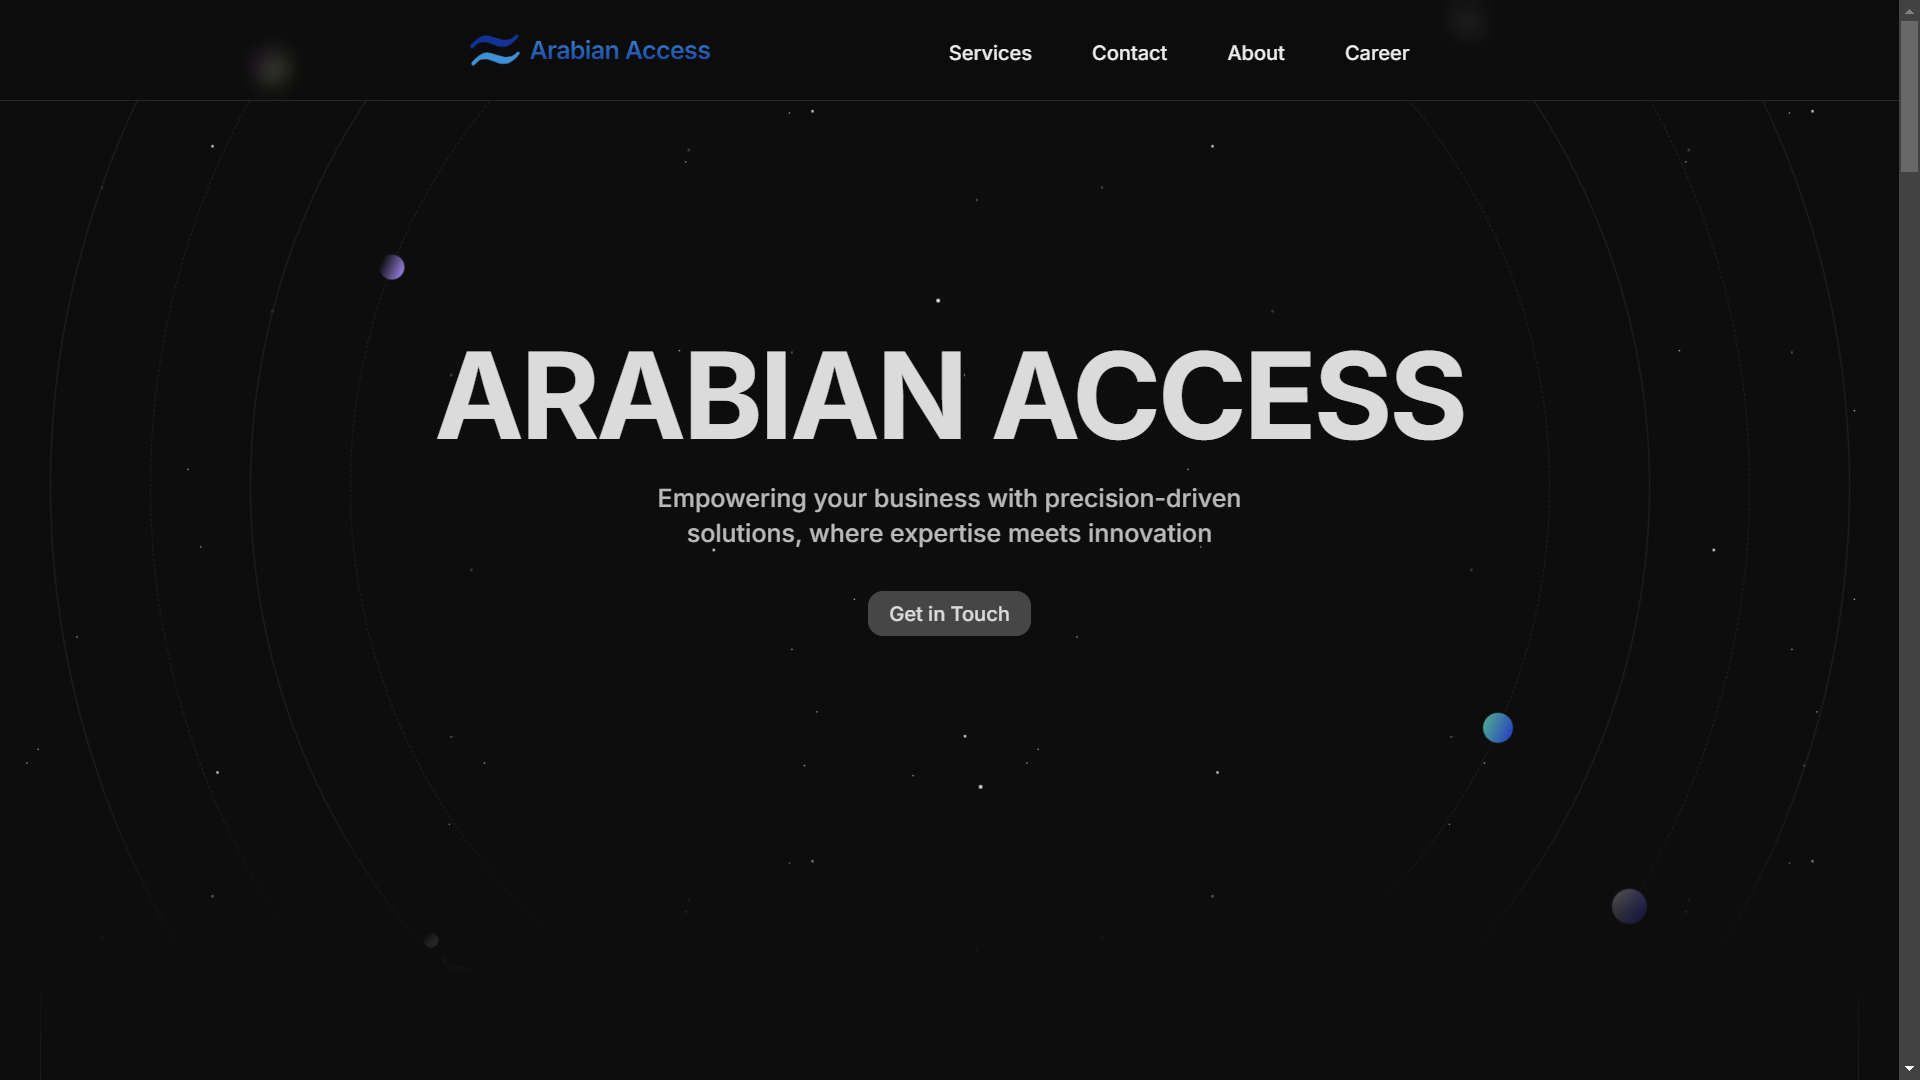 Arabian Access
Services
Contact
About
Career
ARABIAN ACCESS
Empowering your business with precision-driven
solutions, where expertise meets innovation
Get in Touch